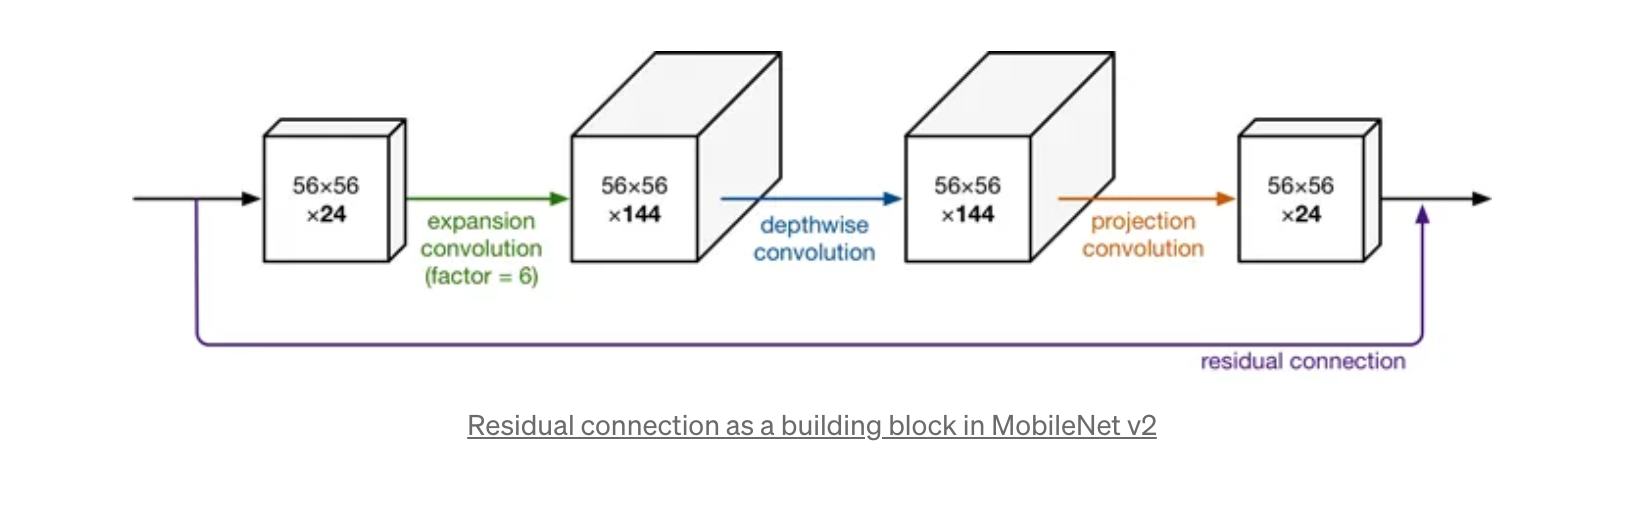 56×56
×24
expansion
convolution
(factor = 6)
56×56
×144
depthwise
convolution
56×56
×144
projection
convolution
56×56
×24
residual connection
Residual connection as a building block in MobileNet v2